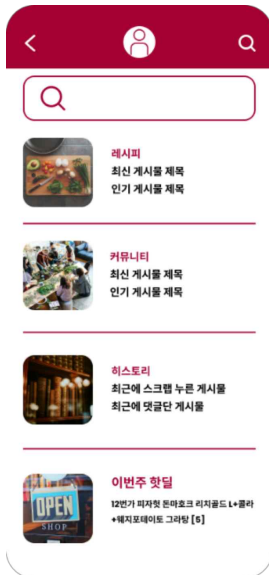 레시피
최신 게시물 제목
인기 게시물 제목
커뮤니티
최신 게시물 제목
인기 게시물 제목
히스토리
최근에 스크랩 누른 게시물
최근에 댓글단 게시물
OPEN
SHOP
이번주 핫딜
12번가 피자헛 돈마호크 리치골드 L+콜라
+웨지포테이토 그라탕 [5]